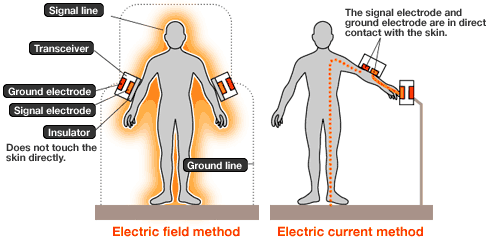 Signal line
Transceiver
Ground electrode
Signal electrode
Insulator
Does not touch the
skin directly.
Ground line
Electric field method
The signal electrode and
ground electrode are in direct
contact with the skin.
Electric current method